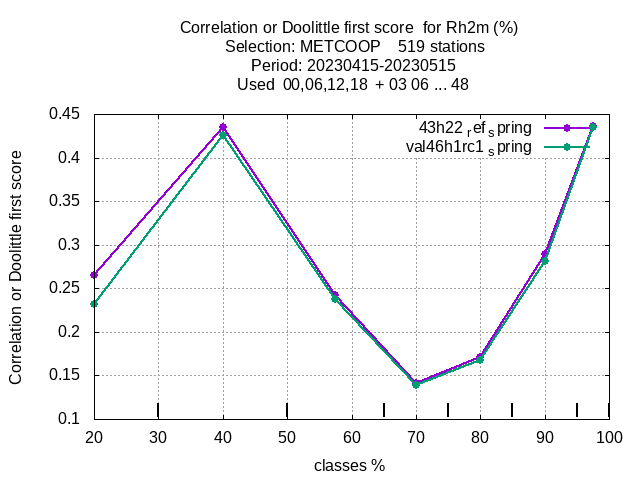 Correlation or Doolittle first score  for Rh2m (%)
Selection: METCOOP    519 stations
Period: 20230415-20230515
Used  00,06,12,18  + 03 06 ... 48
43h22 ref spring
val46h1rc1 spring
Correlation or Doolittle first score
0.45
0.4
0.35
0.3
0.25
0.2
0.15
0.1
20 30 40 50 60 70 80 90 100
classes %